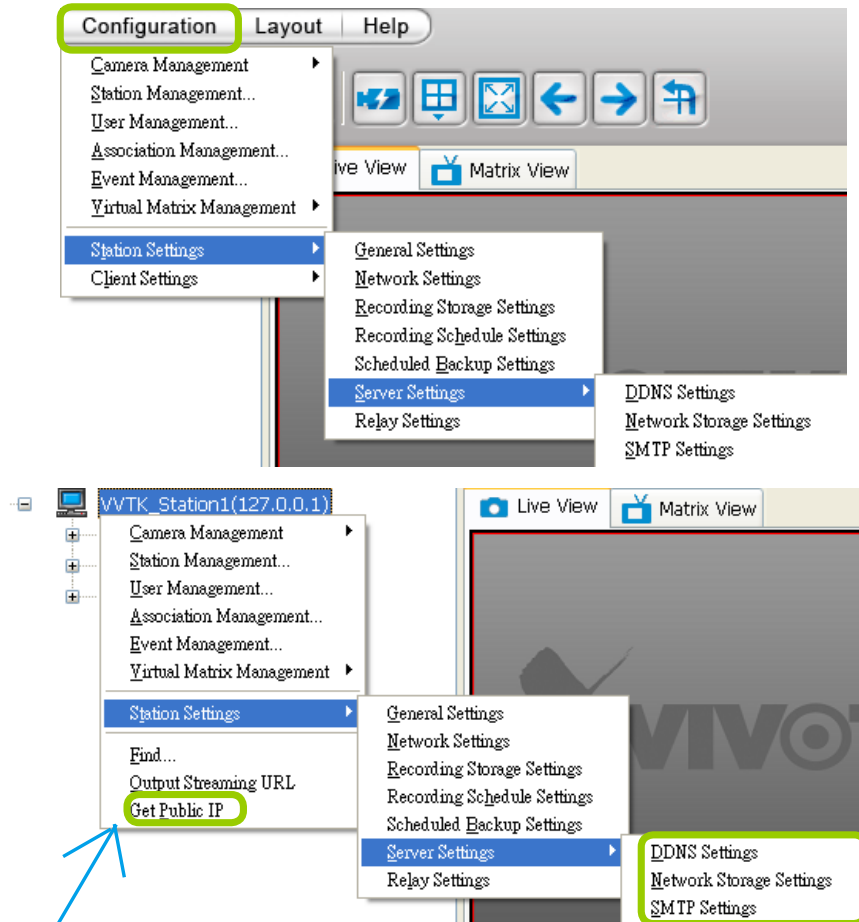 Configuration Layout Help
Camera Management
Station Management...
User Management...
Association Management...
Event Management...
Virtual Matrix Management
Station Settings
Client Settings
ive View Matrix View
General Settings
Network Settings
Recording Storage Settings
Recording Schedule Settings
Scheduled Backup Settings
Server Settings
Relay Settings
DDNS Settings
Network Storage Settings
SMTP Settings
VVTK_Station1(127.0.0.1)
Live View Matrix View
Camera Management
Station Management...
User Management...
Association Management...
Event Management...
Virtual Matrix Management
Station Settings
Find...
Output Streaming URL
Get Public IP
General Settings
Network Settings
Recording Storage Settings
Recording Schedule Settings
Scheduled Backup Settings
Server Settings
Relay Settings
DDNS Settings
Network Storage Settings
SMTP Settings
VIVOT